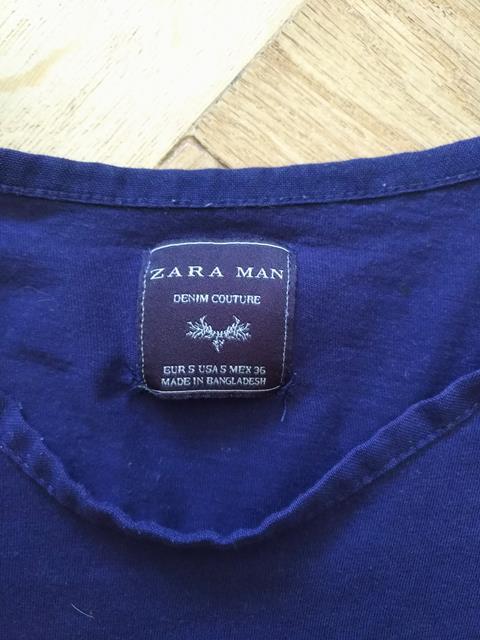 ZARA MAN
DENIM COUTURE
EUR S USA S MEX 36
MADE IN BANGLADESH